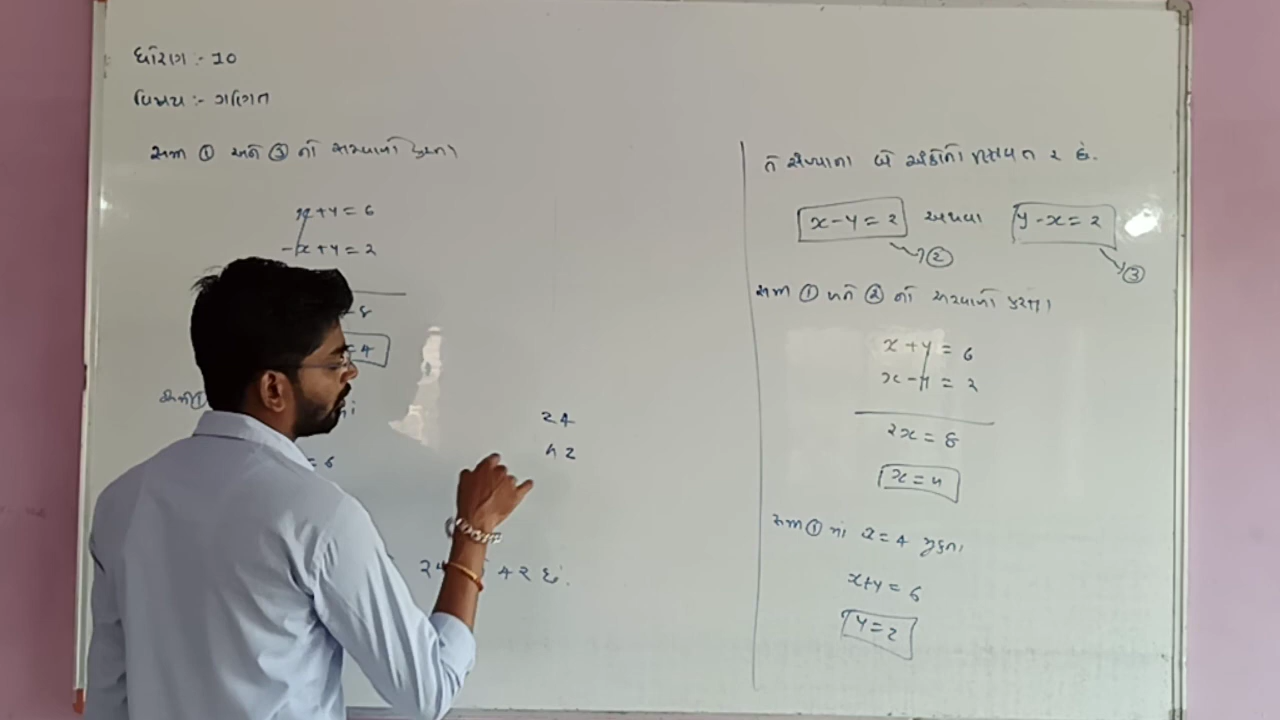 ધોરણ :- 10
વિષય :- ગણિત
સમી ① અને ③ નો સરવાળો કરતા
x + y = 6
- x + y = 2
8
= 4
સમી ①
= 6
24
42
42 છે.
તે સંખ્યાના બે અંકોનો તફાવત 2 છે.
x - y = 2 અથવા y - x = 2
②
③
સમી ① અને ② નો સરવાળો કરતા
x + y = 6
x - y = 2
2x = 8
x = 4
સમી ① માં x = 4 મુકતા
x + y = 6
y = 2